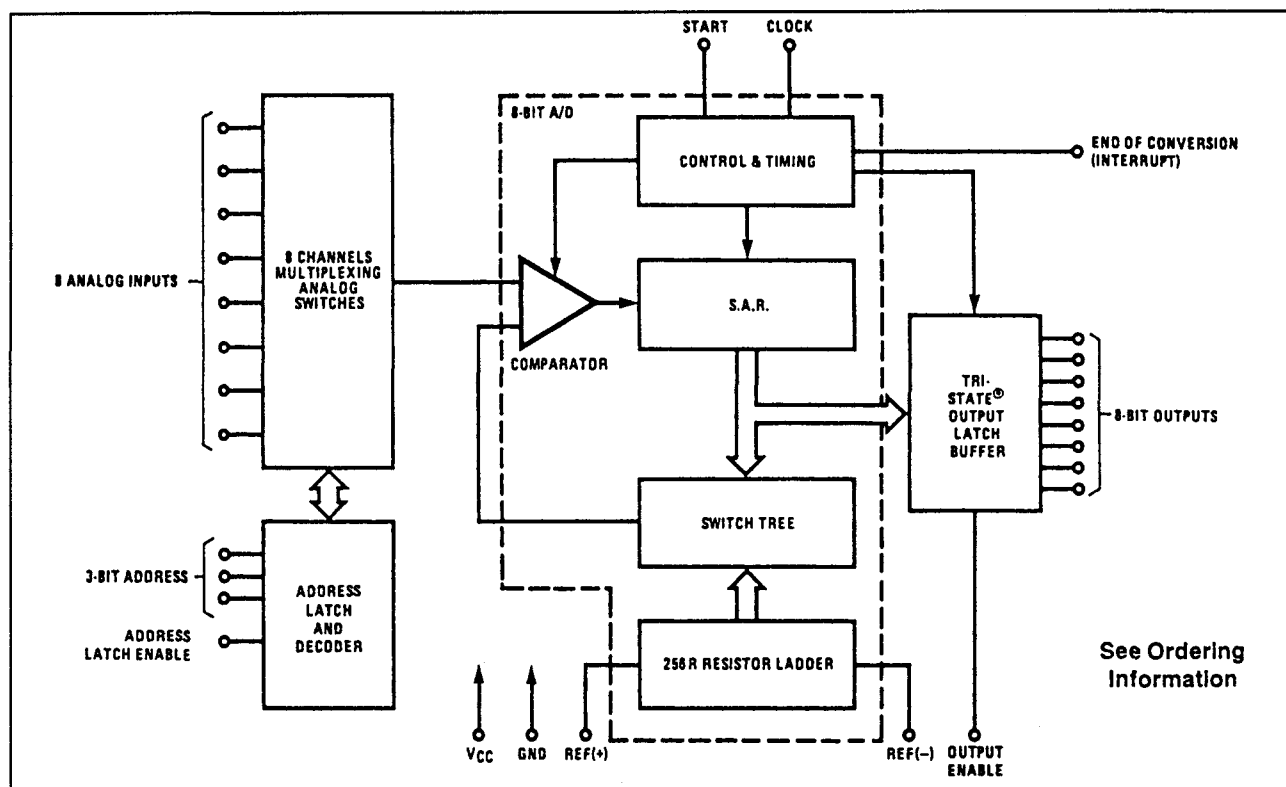 START
CLOCK
8-BIT A/D
CONTROL & TIMING
END OF CONVERSION
(INTERRUPT)
8 ANALOG INPUTS
8 CHANNELS
MULTIPLEXING
ANALOG
SWITCHES
COMPARATOR
S.A.R.
TRI-
STATE®
OUTPUT
LATCH
BUFFER
8-BIT OUTPUTS
SWITCH TREE
3-BIT ADDRESS
ADDRESS
LATCH ENABLE
ADDRESS
LATCH
AND
DECODER
256R RESISTOR LADDER
See Ordering
Information
VCC
GND
REF(+)
REF(−)
OUTPUT
ENABLE